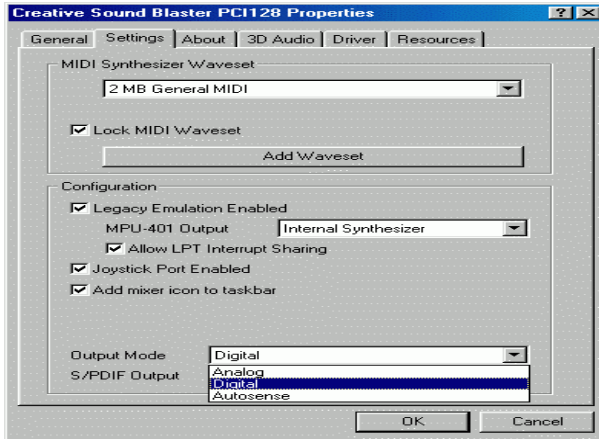 Creative Sound Blaster PCI128 Properties
General Settings About 3D Audio Driver Resources
MIDI Synthesizer Waveset
2 MB General MIDI
Lock MIDI Waveset
Add Waveset
Configuration
Legacy Emulation Enabled
MPU-401 Output Internal Synthesizer
Allow LPT Interrupt Sharing
Joystick Port Enabled
Add mixer icon to taskbar
Output Mode Digital
S/PDIF Output Analog
Digital
Autosense
OK Cancel